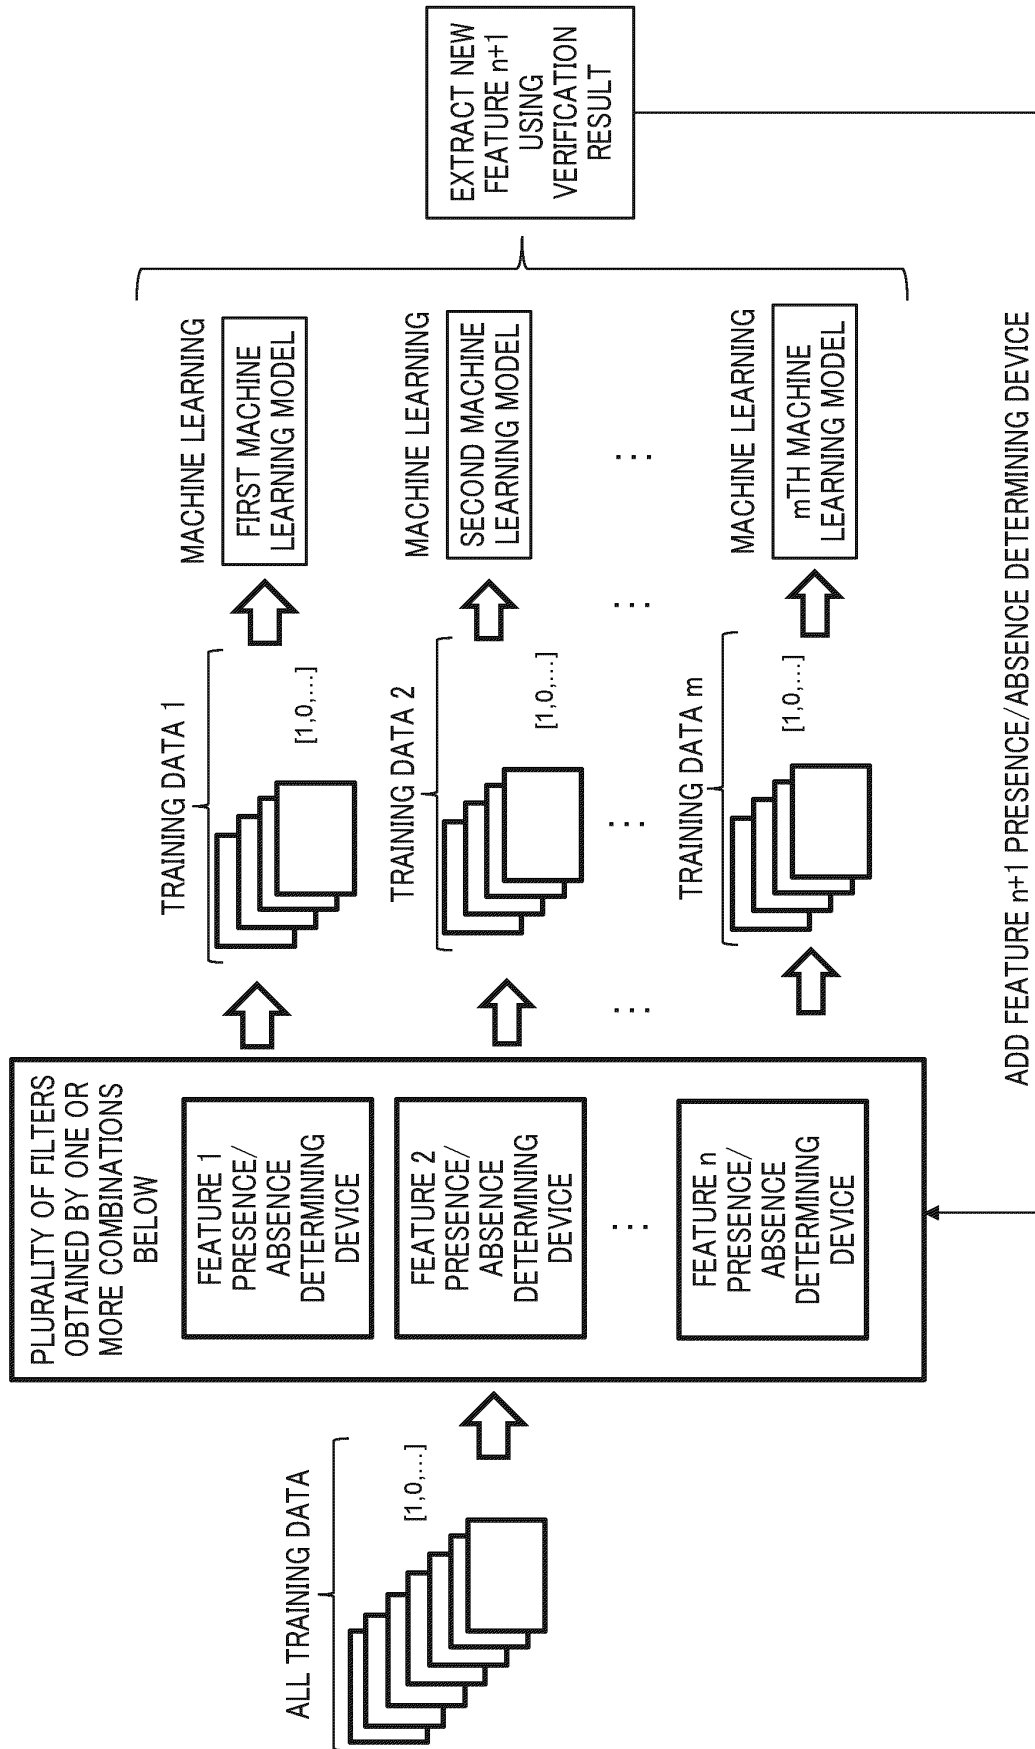 ALL TRAINING DATA
[1,0,...]
PLURALITY OF FILTERS
OBTAINED BY ONE OR
MORE COMBINATIONS
BELOW
FEATURE 1
PRESENCE/
ABSENCE
DETERMINING
DEVICE
FEATURE 2
PRESENCE/
ABSENCE
DETERMINING
DEVICE
...
FEATURE n
PRESENCE/
ABSENCE
DETERMINING
DEVICE
...
TRAINING DATA 1
[1,0,...]
TRAINING DATA 2
[1,0,...]
...
TRAINING DATA m
[1,0,...]
...
MACHINE LEARNING
FIRST MACHINE
LEARNING MODEL
MACHINE LEARNING
SECOND MACHINE
LEARNING MODEL
...
MACHINE LEARNING
mTH MACHINE
LEARNING MODEL
EXTRACT NEW
FEATURE n+1
USING
VERIFICATION
RESULT
ADD FEATURE n+1 PRESENCE/ABSENCE DETERMINING DEVICE